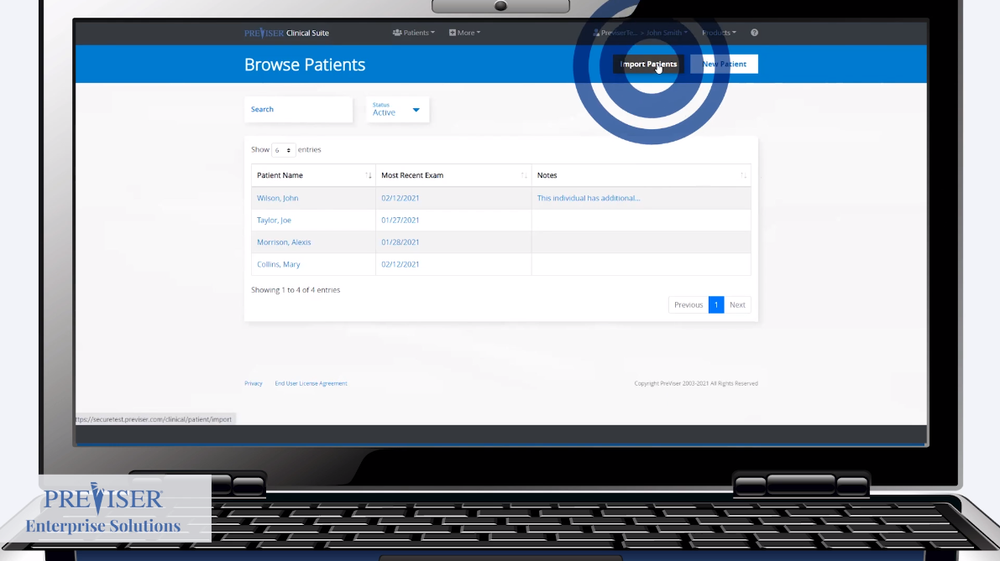 PREVISER Clinical Suite
Patients
More
PreviserTe... > John Smith
Products
Browse Patients
Import Patients
New Patient
Search
Status
Active
Show 6 entries
Patient Name
Most Recent Exam
Notes
Wilson, John
02/12/2021
This individual has additional...
Taylor, Joe
01/27/2021
Morrison, Alexis
01/28/2021
Collins, Mary
02/12/2021
Showing 1 to 4 of 4 entries
Previous
1
Next
Privacy
End User License Agreement
Copyright PreViser 2003-2021 All Rights Reserved
ttps://securetest.previser.com/clinical/patient/import
PREVISER®
Enterprise Solutions